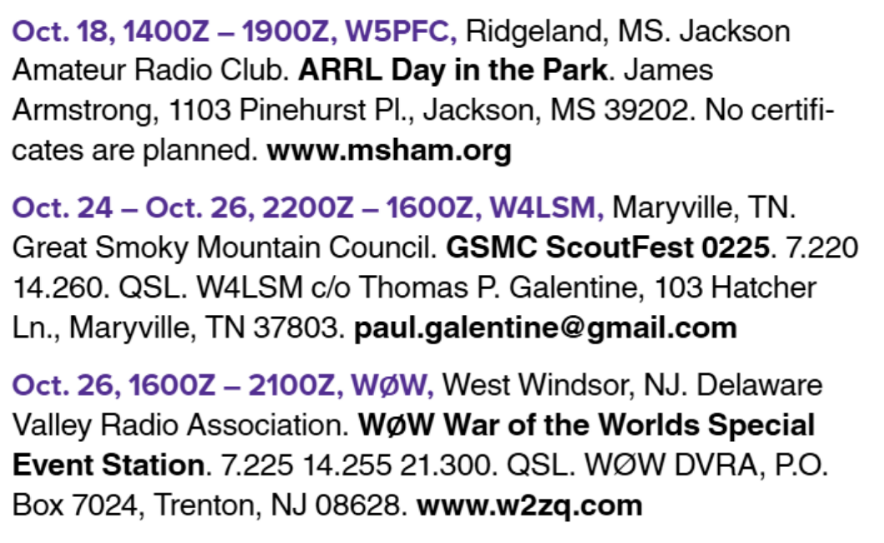 Oct. 18, 1400Z – 1900Z, W5PFC, Ridgeland, MS. Jackson
Amateur Radio Club. ARRL Day in the Park. James
Armstrong, 1103 Pinehurst Pl., Jackson, MS 39202. No certifi-
cates are planned. www.msham.org
Oct. 24 – Oct. 26, 2200Z – 1600Z, W4LSM, Maryville, TN.
Great Smoky Mountain Council. GSMC ScoutFest 0225. 7.220
14.260. QSL. W4LSM c/o Thomas P. Galentine, 103 Hatcher
Ln., Maryville, TN 37803. paul.galentine@gmail.com
Oct. 26, 1600Z – 2100Z, WØW, West Windsor, NJ. Delaware
Valley Radio Association. WØW War of the Worlds Special
Event Station. 7.225 14.255 21.300. QSL. WØW DVRA, P.O.
Box 7024, Trenton, NJ 08628. www.w2zq.com